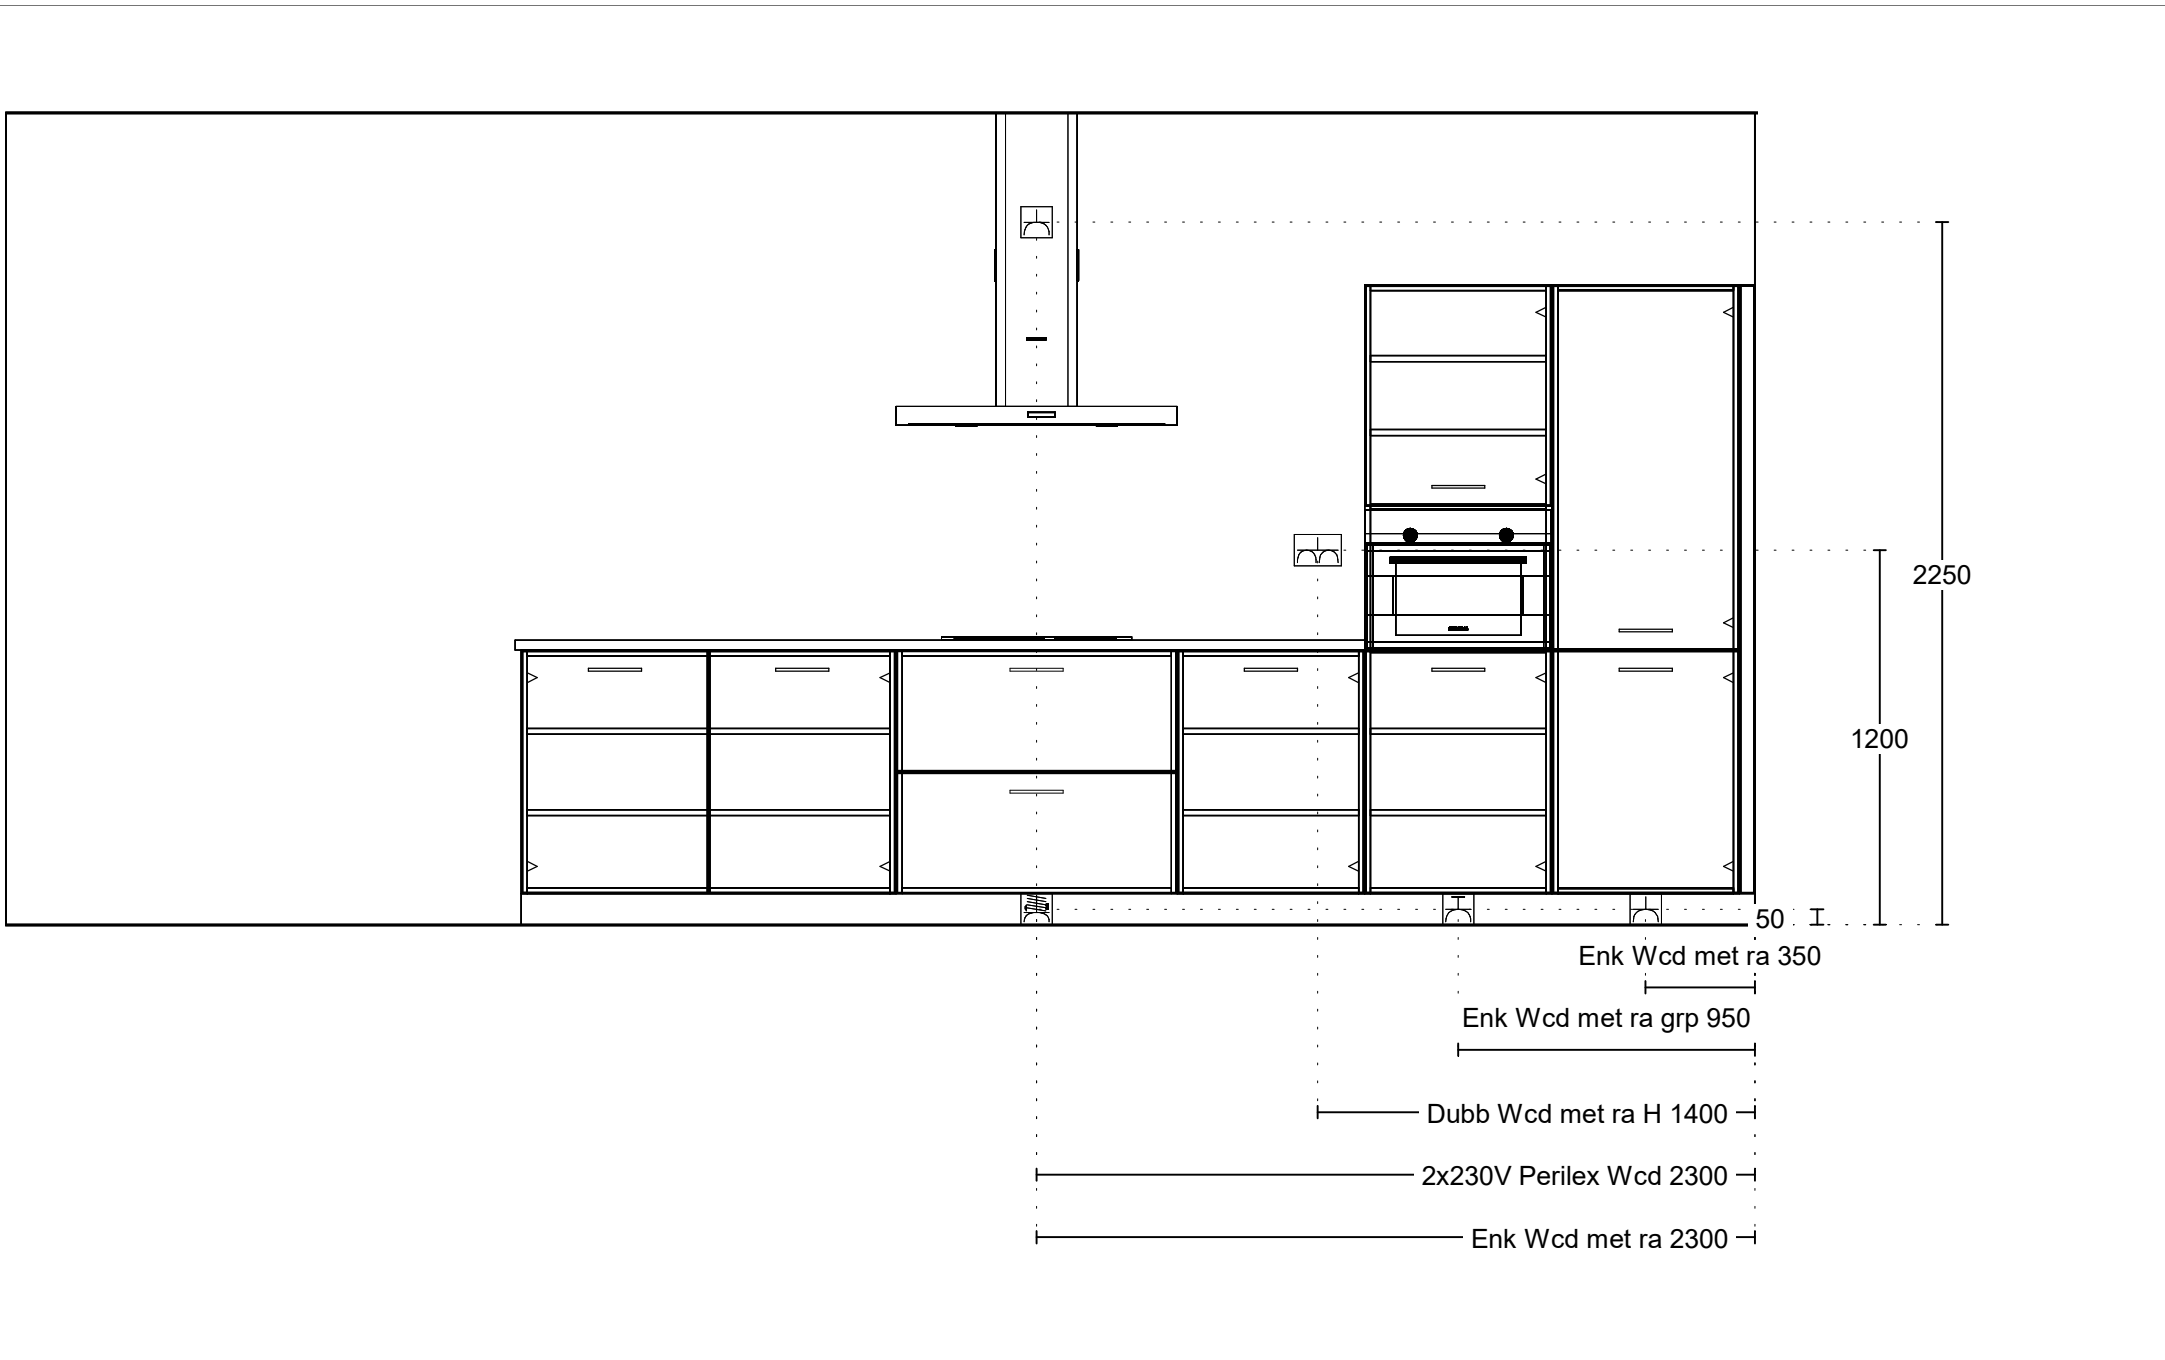 2250
1200
50
Enk Wcd met ra 350
Enk Wcd met ra grp 950
Dubb Wcd met ra H 1400
2x230V Perilex Wcd 2300
Enk Wcd met ra 2300